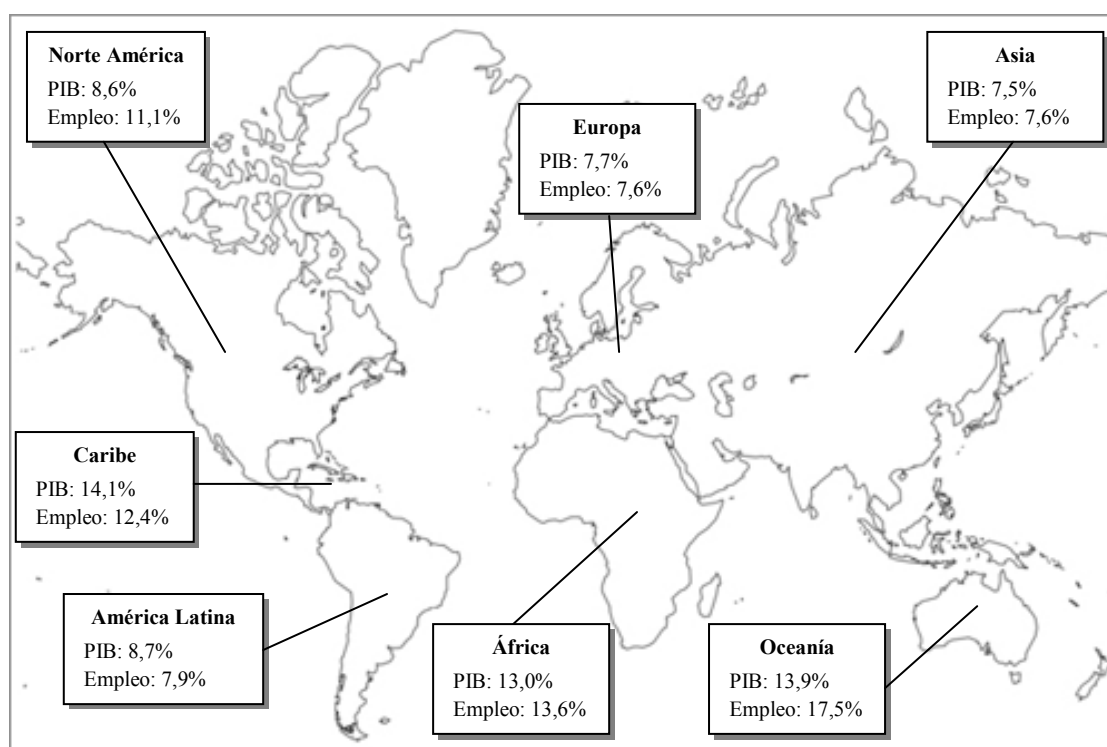 Norte América
PIB: 8,6%
Empleo: 11,1%
Asia
PIB: 7,5%
Empleo: 7,6%
Europa
PIB: 7,7%
Empleo: 7,6%
Caribe
PIB: 14,1%
Empleo: 12,4%
América Latina
PIB: 8,7%
Empleo: 7,9%
África
PIB: 13,0%
Empleo: 13,6%
Oceanía
PIB: 13,9%
Empleo: 17,5%